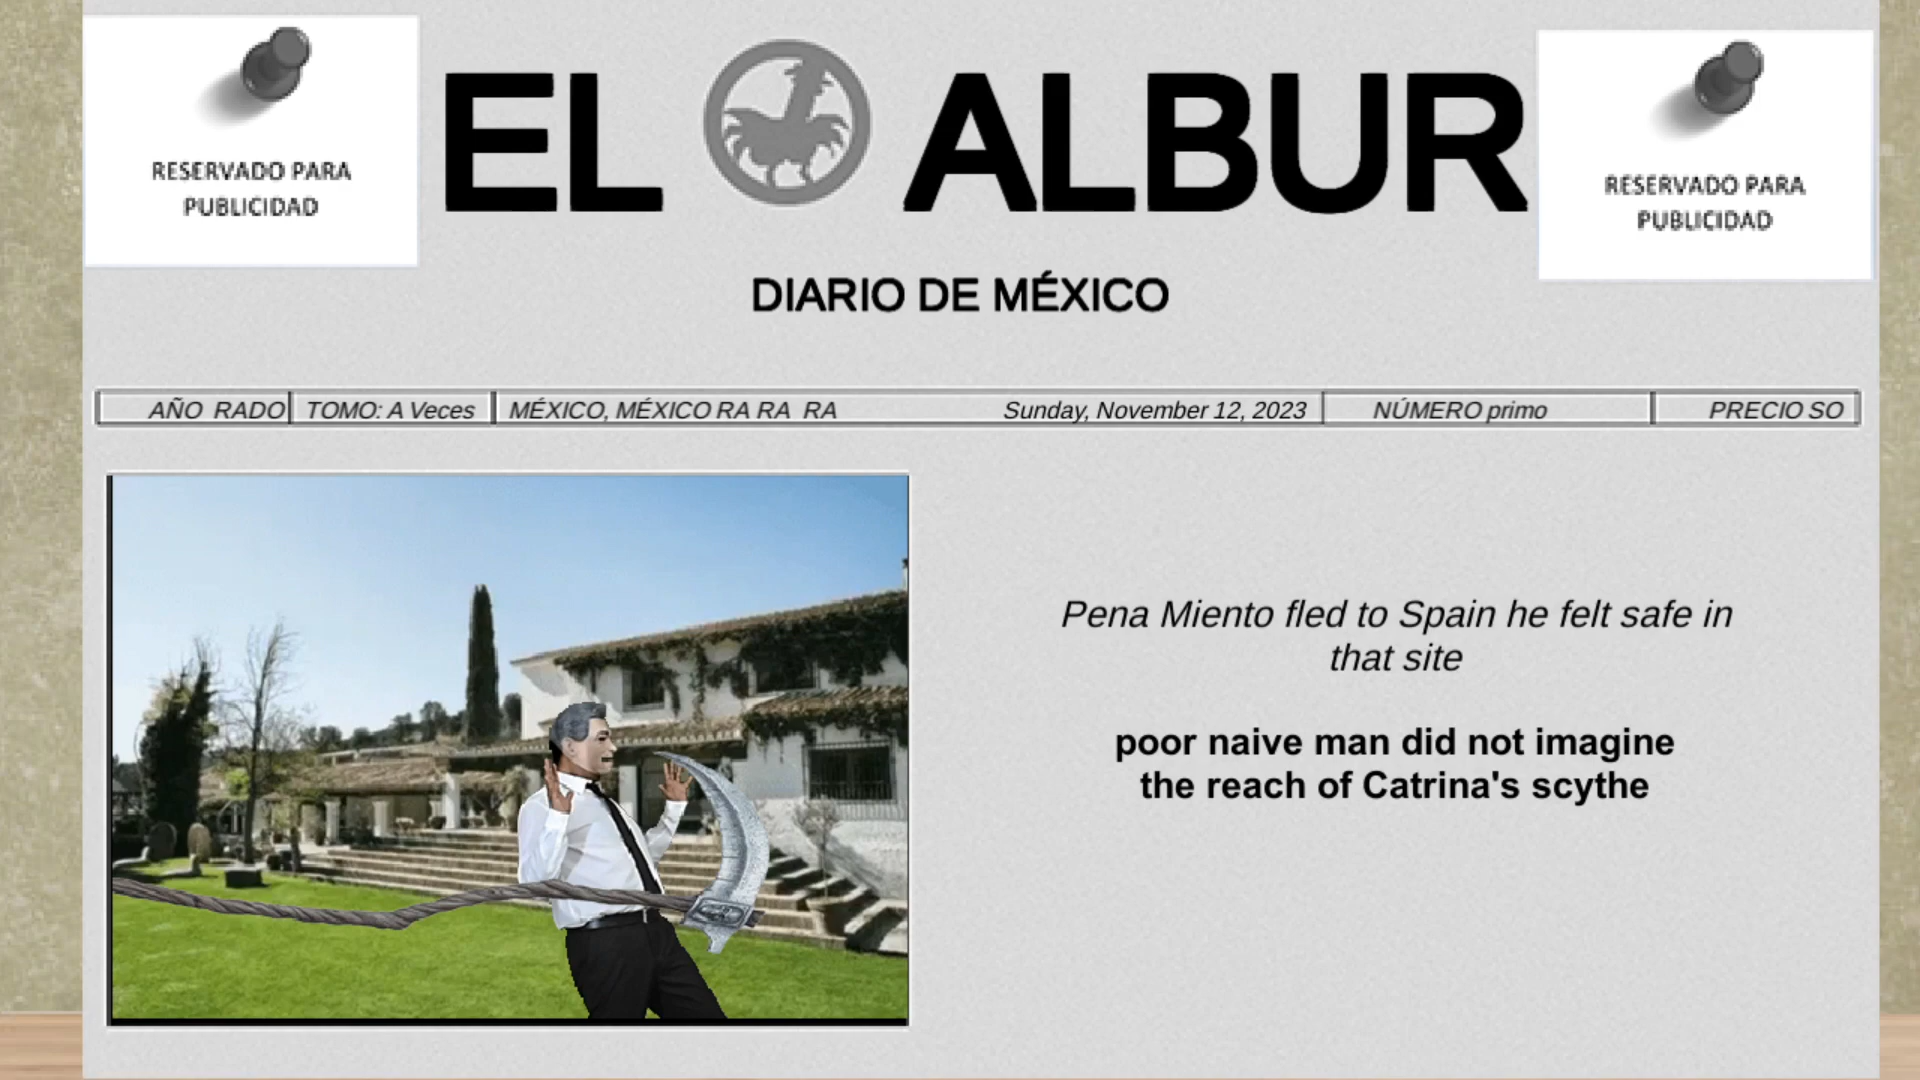 RESERVADO PARA
PUBLICIDAD
EL ALBUR
RESERVADO PARA
PUBLICIDAD
DIARIO DE MÉXICO
AÑO RADO TOMO: A Veces MÉXICO, MÉXICO RA RA RA Sunday, November 12, 2023 NÚMERO primo PRECIO SO
Pena Miento fled to Spain he felt safe in
that site
poor naive man did not imagine
the reach of Catrina's scythe